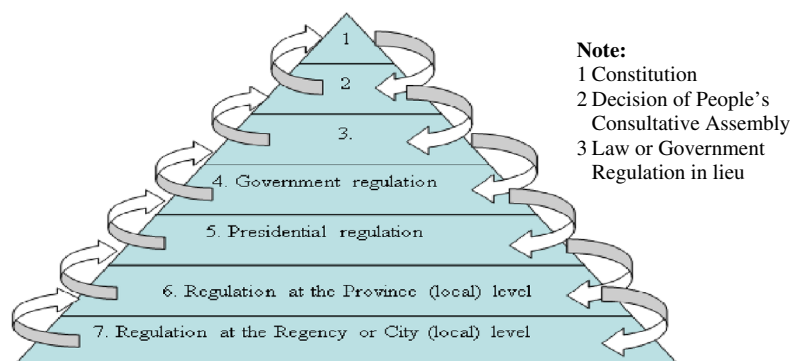 1
2
3.
4. Government regulation
5. Presidential regulation
6. Regulation at the Province (local) level
7. Regulation at the Regency or City (local) level
Note:
1 Constitution
2 Decision of People's
Consultative Assembly
3 Law or Government
Regulation in lieu